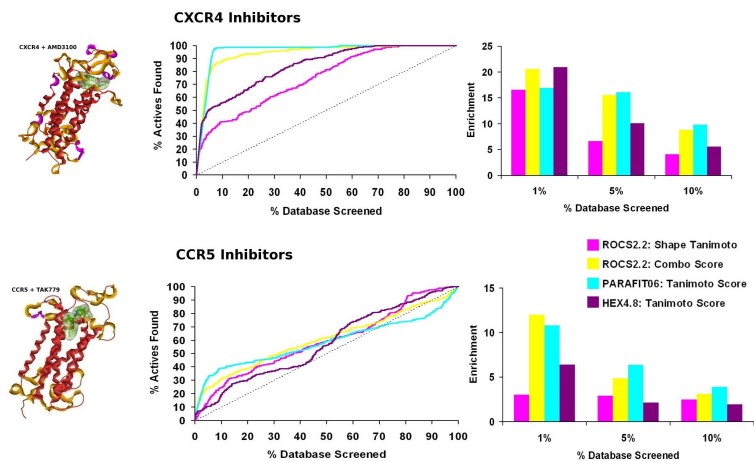 CXCR4 Inhibitors
CXCR4 + AMD3100
% Actives Found
100
90
80
70
60
50
40
30
20
10
0
0 10 20 30 40 50 60 70 80 90 100
% Database Screened
Enrichment
25
20
15
10
5
0
1% 5% 10%
% Database Screened
CCR5 Inhibitors
CCR5 + TAK779
% Actives Found
100
90
80
70
60
50
40
30
20
10
0
0 10 20 30 40 50 60 70 80 90 100
% Database Screened
ROCS2.2: Shape Tanimoto
ROCS2.2: Combo Score
PARAFIT06: Tanimoto Score
HEX4.8: Tanimoto Score
Enrichment
15
10
5
0
1% 5% 10%
% Database Screened